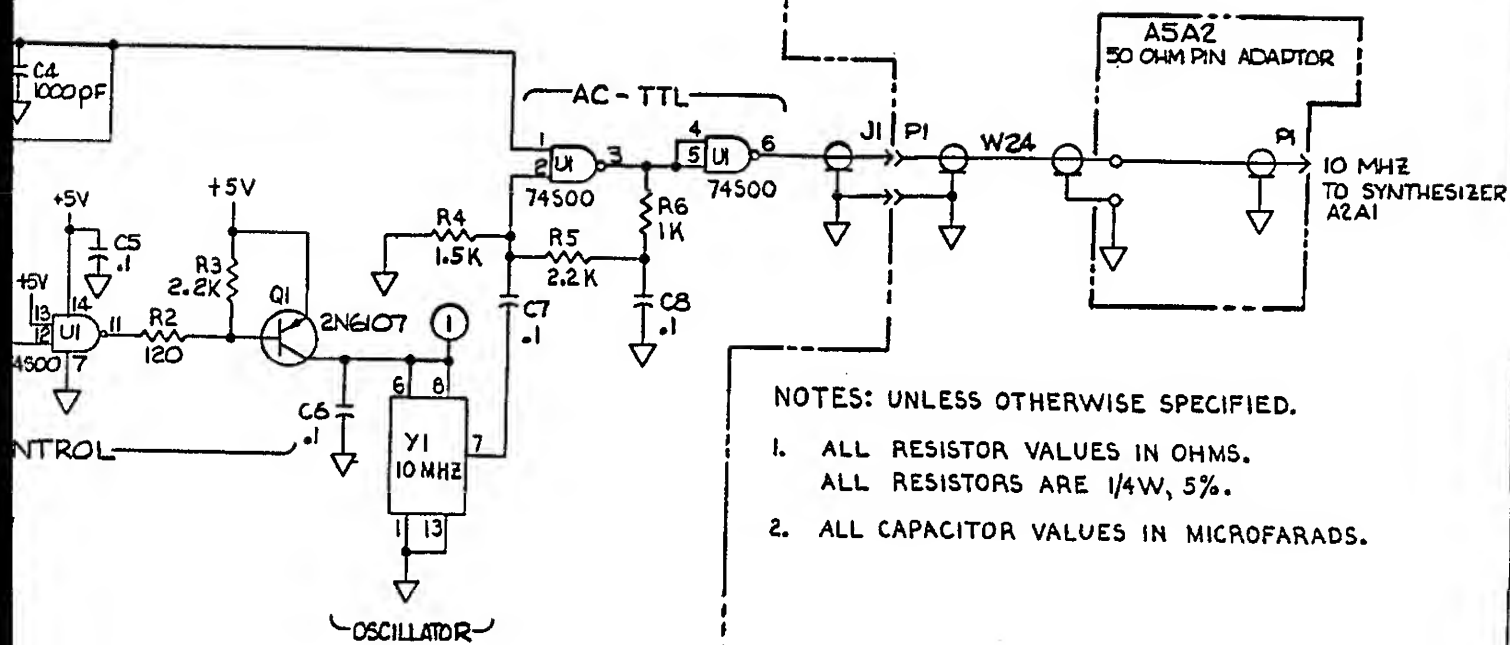 C4
1000pF
AC-TTL
A5A2
50 OHM PIN ADAPTOR
1
2
U1
3
74S00
4
5
U1
6
74S00
J1
P1
W24
P1
10 MHZ
TO SYNTHESIZER
A2A1
+5V
+5V
C5
.1
R3
2.2K
Q1
2N6107
1
R4
1.5K
R5
2.2K
R6
1K
C7
.1
C8
.1
+5V
13
12
14
U1
11
4S00
7
R2
120
C6
.1
6
8
Y1
10 MHZ
7
1
13
NTROL
OSCILLATOR
NOTES: UNLESS OTHERWISE SPECIFIED.
1. ALL RESISTOR VALUES IN OHMS.
ALL RESISTORS ARE 1/4W, 5%.
2. ALL CAPACITOR VALUES IN MICROFARADS.